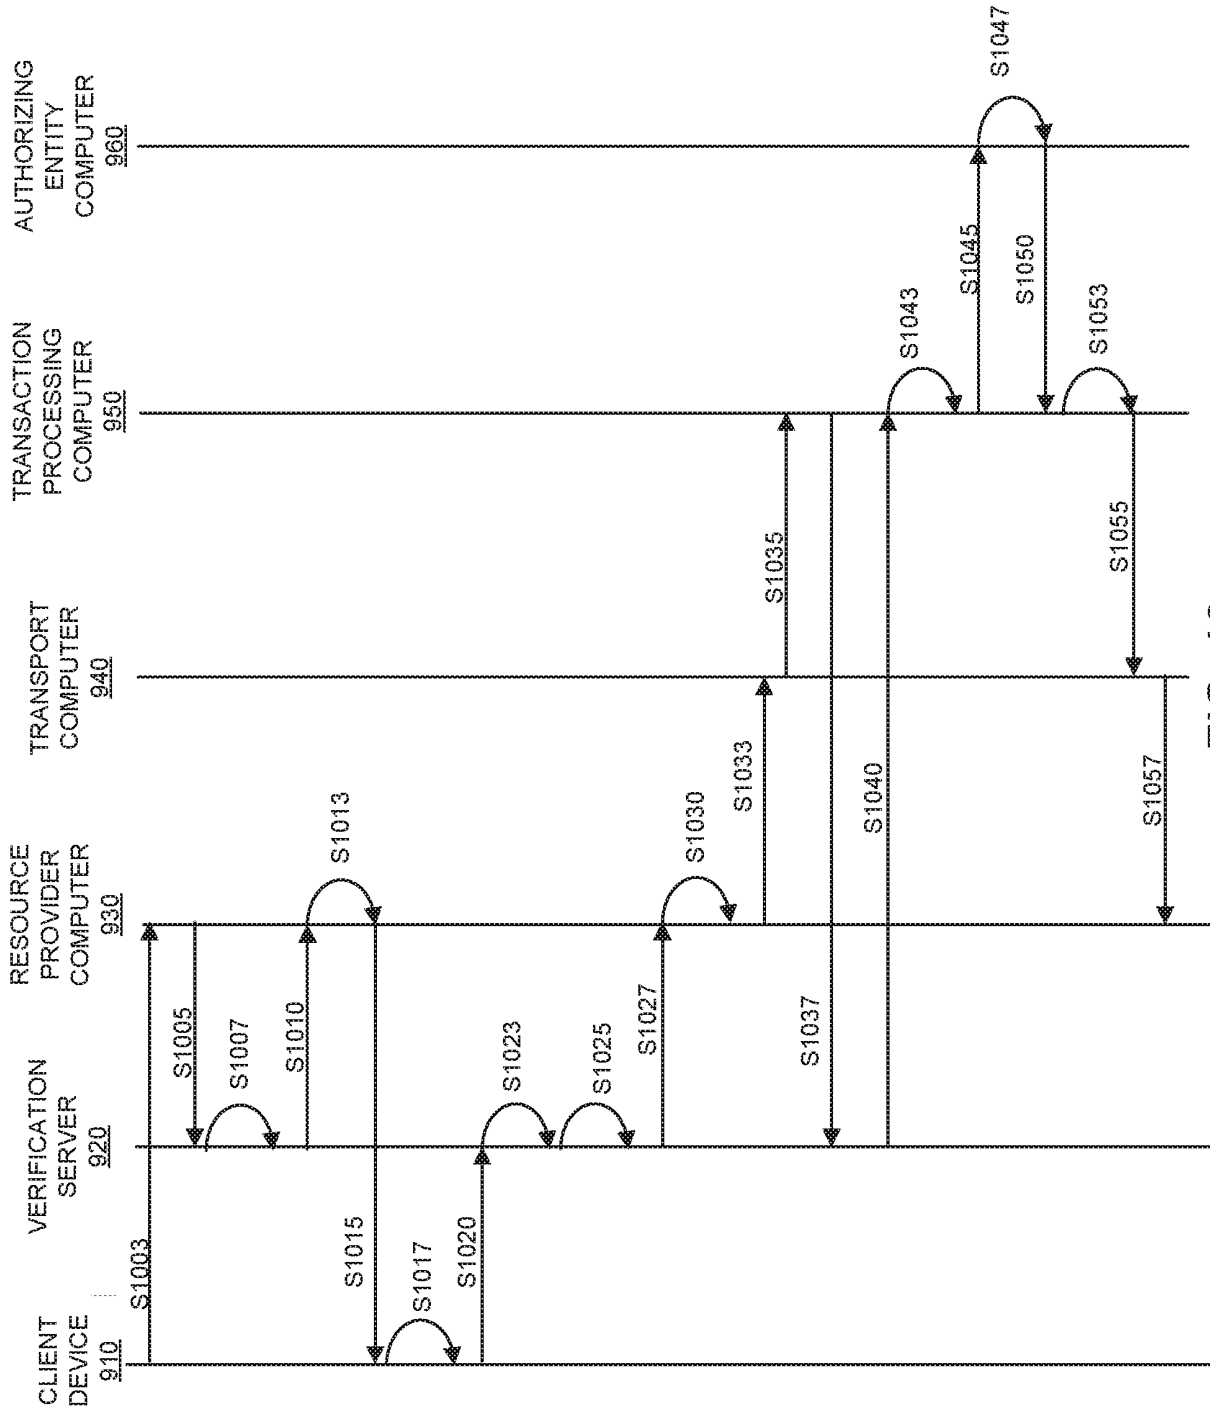 CLIENT
DEVICE
910
VERIFICATION
SERVER
920
RESOURCE
PROVIDER
COMPUTER
930
TRANSPORT
COMPUTER
940
TRANSACTION
PROCESSING
COMPUTER
950
AUTHORIZING
ENTITY
COMPUTER
960
S1003
S1005
S1007
S1010
S1013
S1015
S1017
S1020
S1023
S1025
S1027
S1030
S1033
S1035
S1037
S1040
S1043
S1045
S1047
S1050
S1053
S1055
S1057